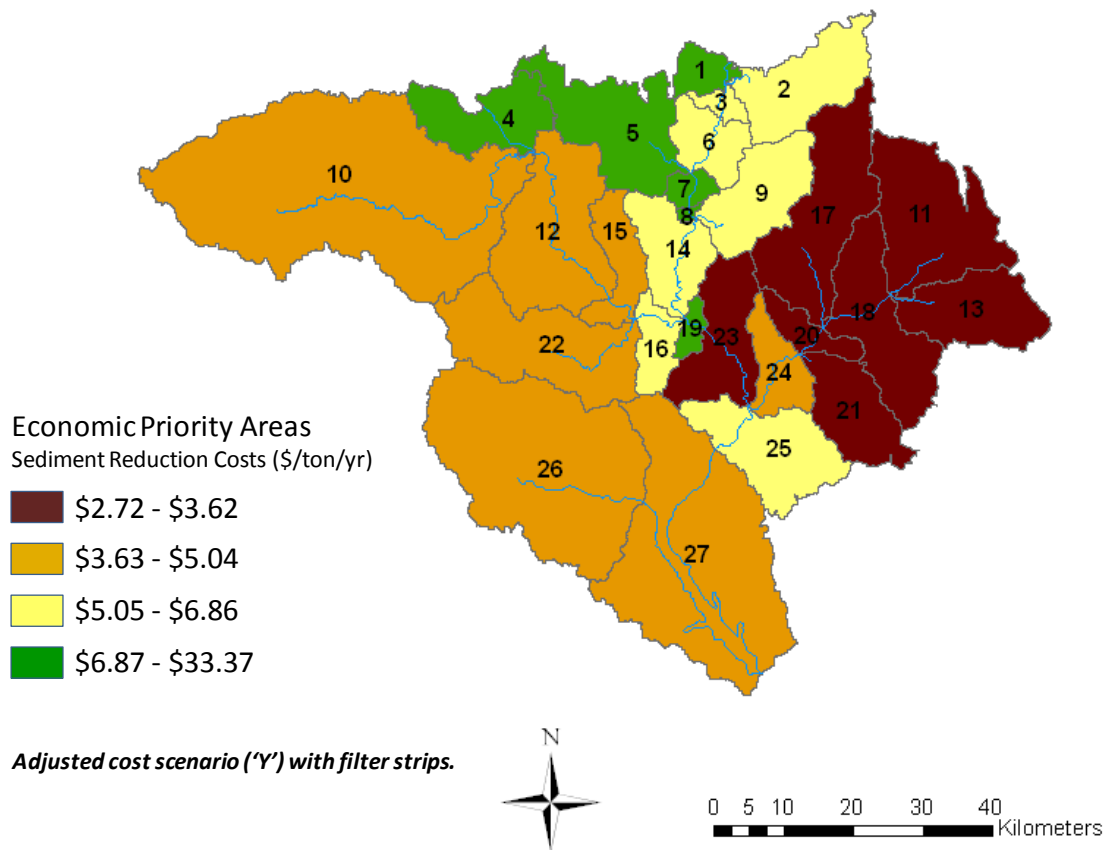 1
2
3
4
5
6
7
8
9
10
11
12
13
14
15
16
17
18
19
20
21
22
23
24
25
26
27
Economic Priority Areas
Sediment Reduction Costs ($/ton/yr)
$2.72 - $3.62
$3.63 - $5.04
$5.05 - $6.86
$6.87 - $33.37
Adjusted cost scenario (‘Y’) with filter strips.
N
0 5 10 20 30 40
Kilometers